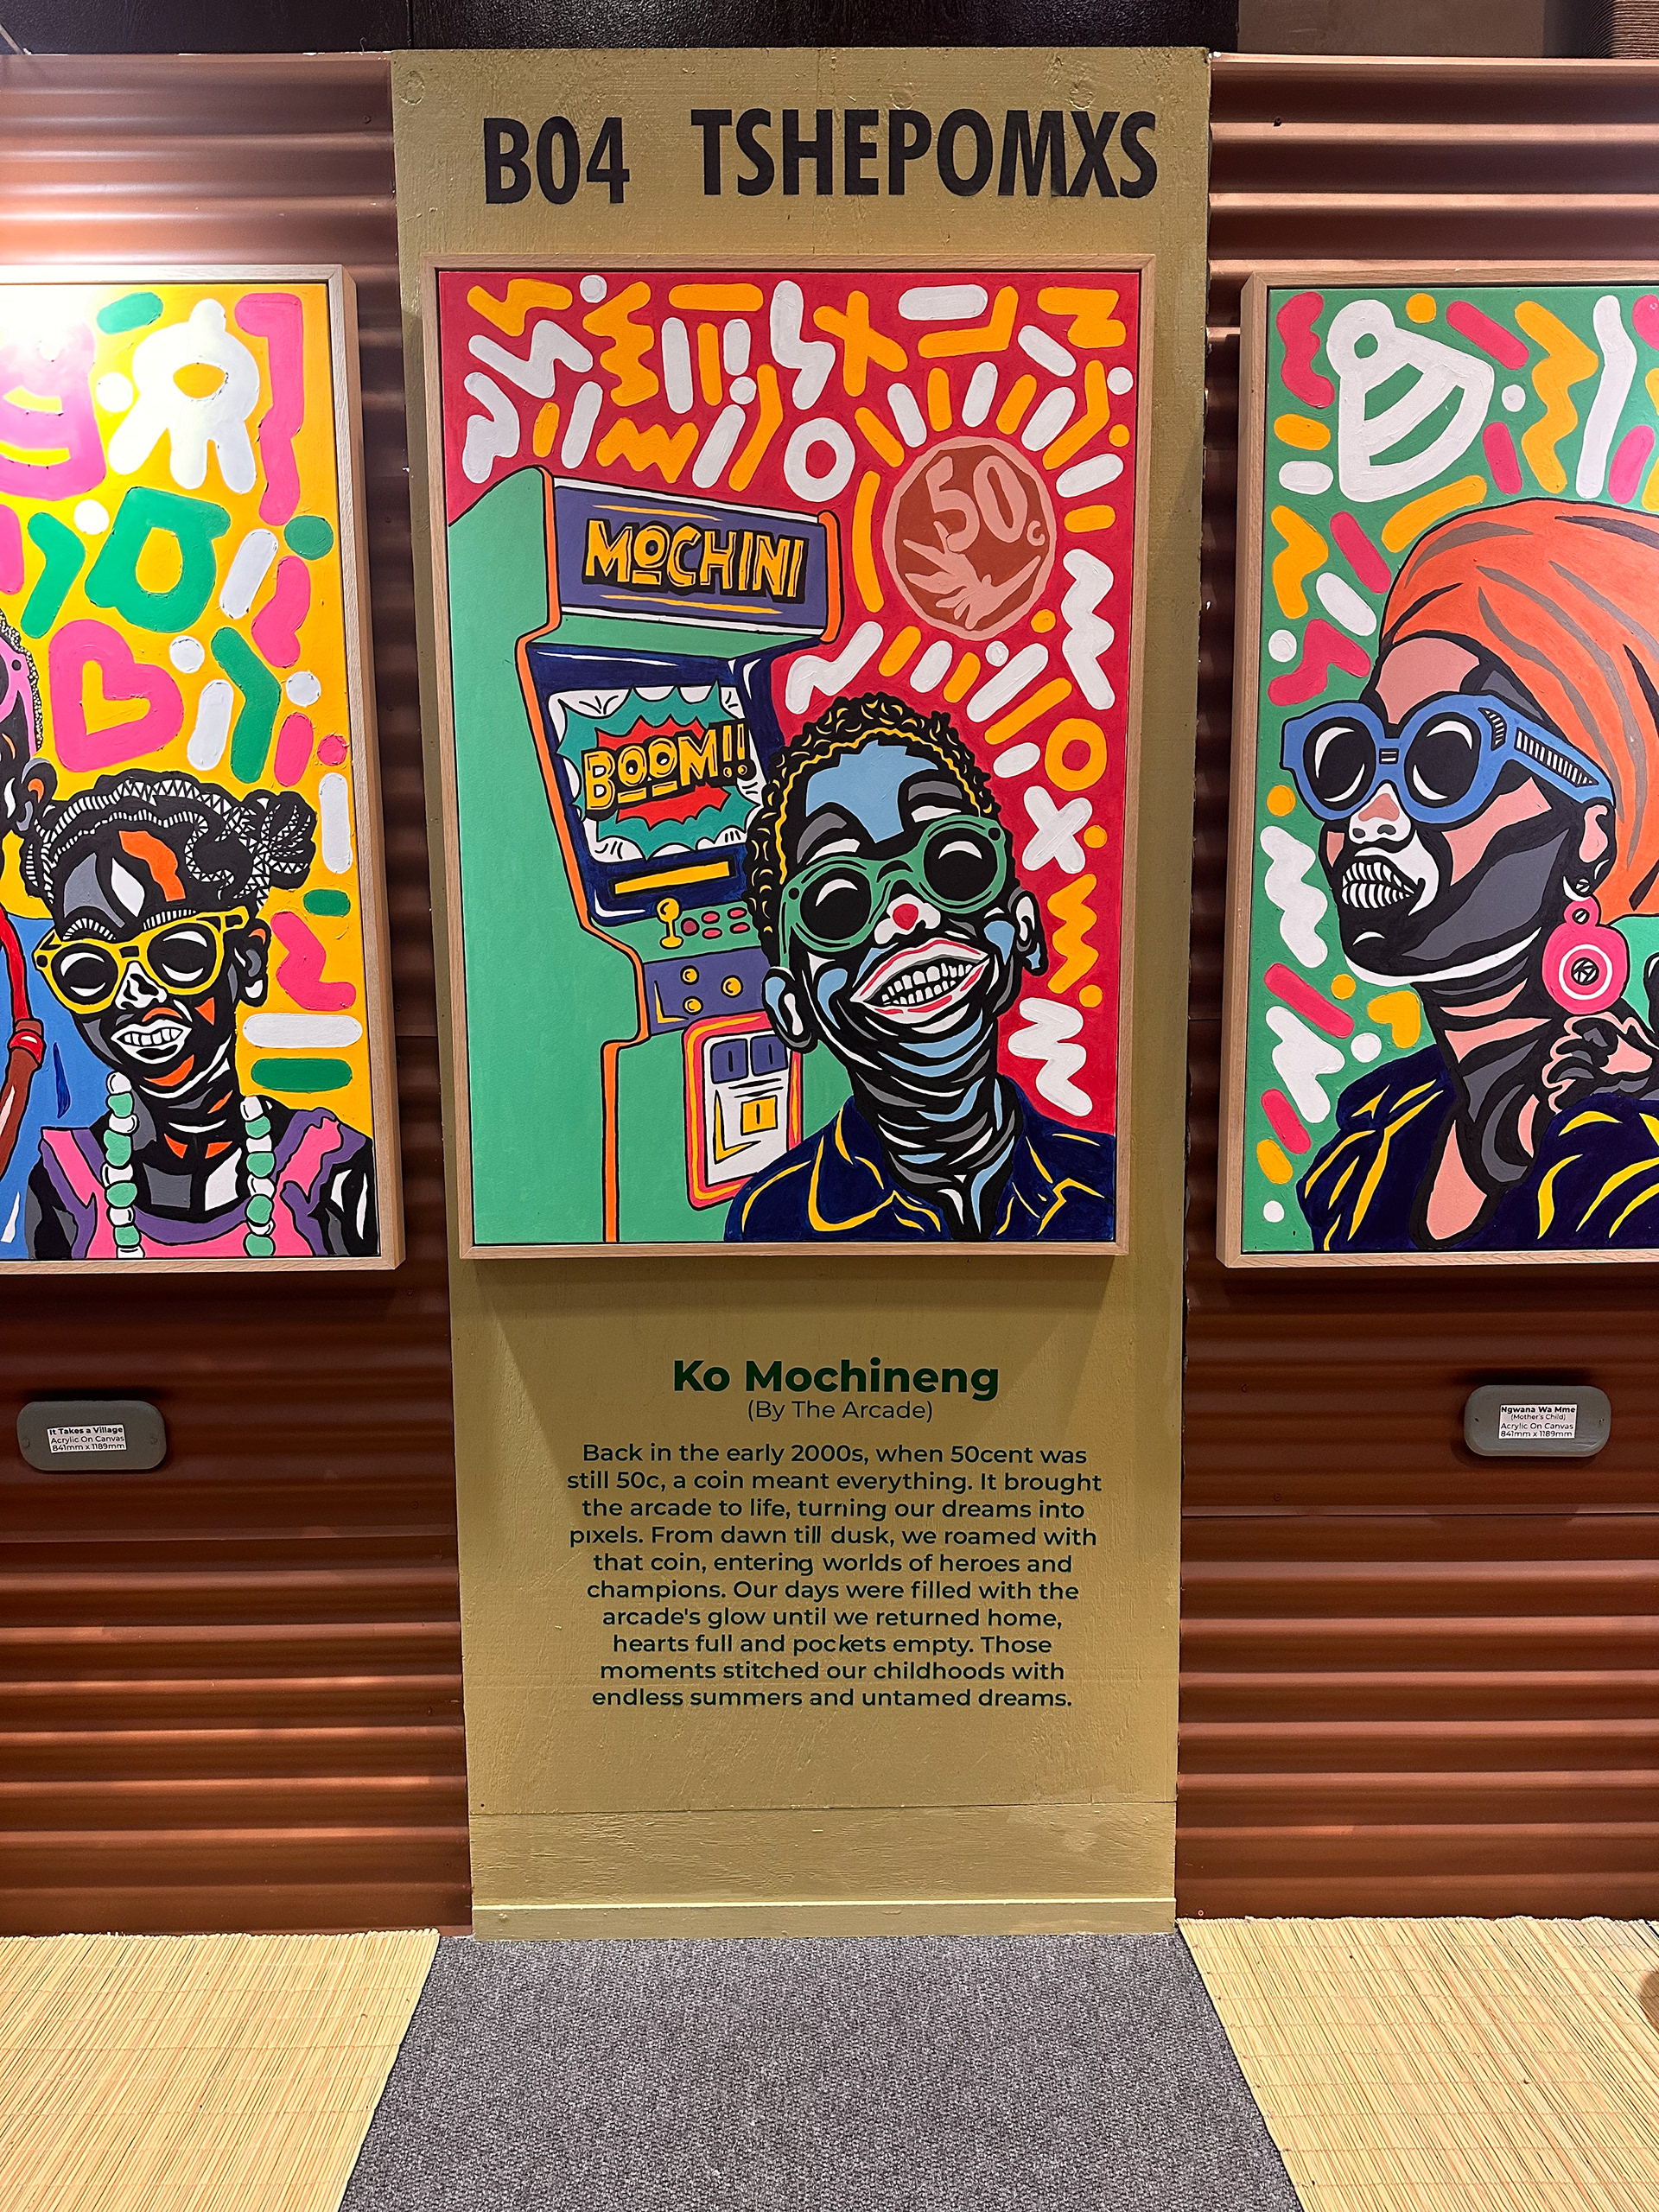 B04 TSHEPOMXS
50c
MOCHINI
BOOM!!
Ko Mochineng
(By The Arcade)
Back in the early 2000s, when 50cent was
still 50c, a coin meant everything. It brought
the arcade to life, turning our dreams into
pixels. From dawn till dusk, we roamed with
that coin, entering worlds of heroes and
champions. Our days were filled with the
arcade's glow until we returned home,
hearts full and pockets empty. Those
moments stitched our childhoods with
endless summers and untamed dreams.
It Takes a Village
Acrylic On Canvas
841mm x 1189mm
Ngwana Wa Mme
(Mother's Child)
Acrylic On Canvas
841mm x 1189mm